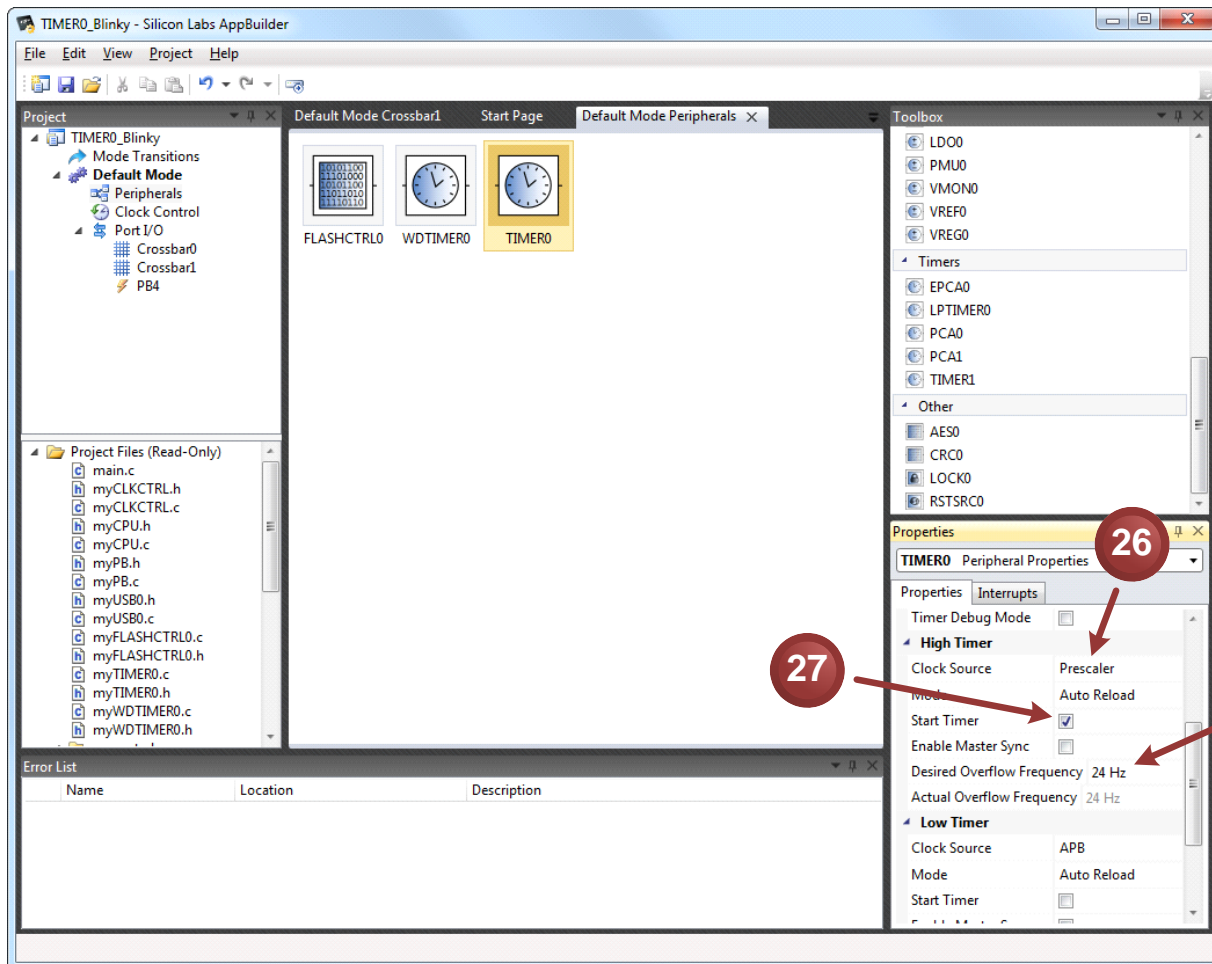 TIMER0_Blinky - Silicon Labs AppBuilder
File Edit View Project Help
Project
TIMER0_Blinky
Mode Transitions
Default Mode
Peripherals
Clock Control
Port I/O
Crossbar0
Crossbar1
PB4
Project Files (Read-Only)
main.c
myCLKCTRL.h
myCLKCTRL.c
myCPU.h
myCPU.c
myPB.h
myPB.c
myUSB0.h
myUSB0.c
myFLASHCTRL0.c
myFLASHCTRL0.h
myTIMER0.c
myTIMER0.h
myWDTIMER0.c
myWDTIMER0.h
Default Mode Crossbar1 Start Page Default Mode Peripherals
10101100
11101000
10101100
11011010
11110110
FLASHCTRL0 WDTIMER0 TIMER0
Toolbox
LDO0
PMU0
VMON0
VREF0
VREG0
Timers
EPCA0
LPTIMER0
PCA0
PCA1
TIMER1
Other
AES0
CRC0
LOCK0
RSTSRC0
Properties
26
TIMER0 Peripheral Properties
Properties Interrupts
Timer Debug Mode
High Timer
27
Clock Source Prescaler
Mode Auto Reload
Start Timer
Enable Master Sync
Desired Overflow Frequency 24 Hz
Actual Overflow Frequency 24 Hz
Low Timer
Clock Source APB
Mode Auto Reload
Start Timer
Error List
Name Location Description